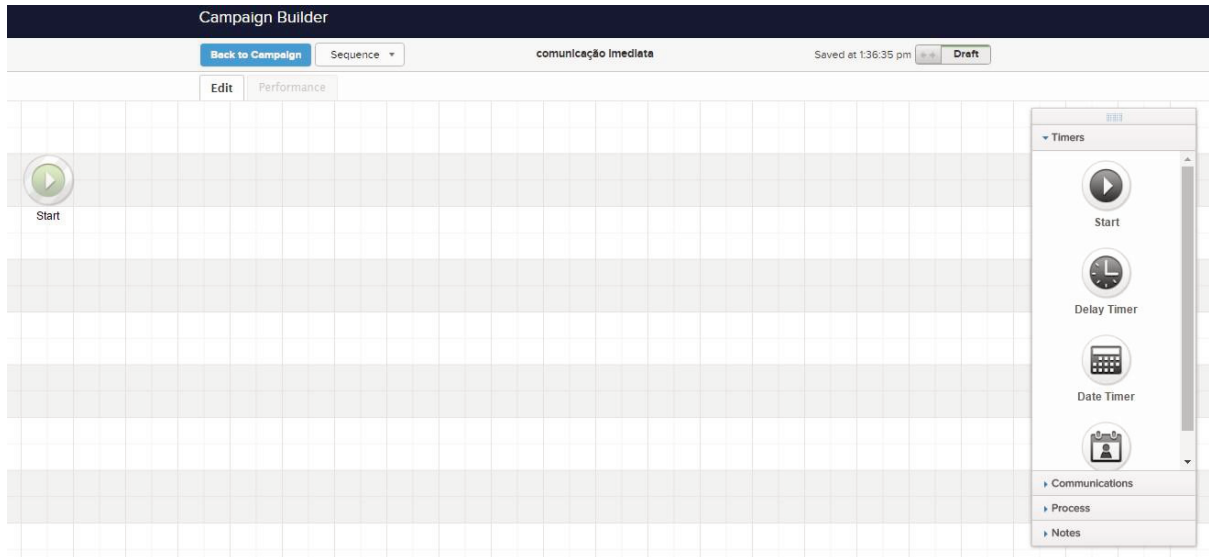 Campaign Builder
Back to Campaign Sequence comunicação imediata Saved at 1:36:35 pm Draft
Edit Performance
Timers
Start
Start
Delay Timer
Date Timer
Communications
Process
Notes